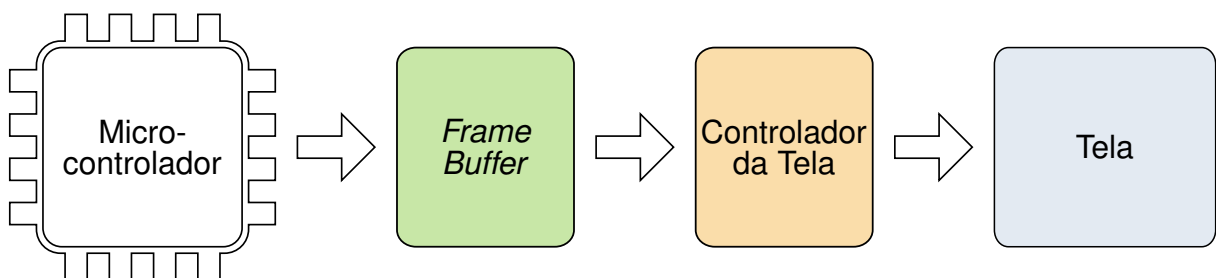 Micro-
controlador
Frame
Buffer
Controlador
da Tela
Tela